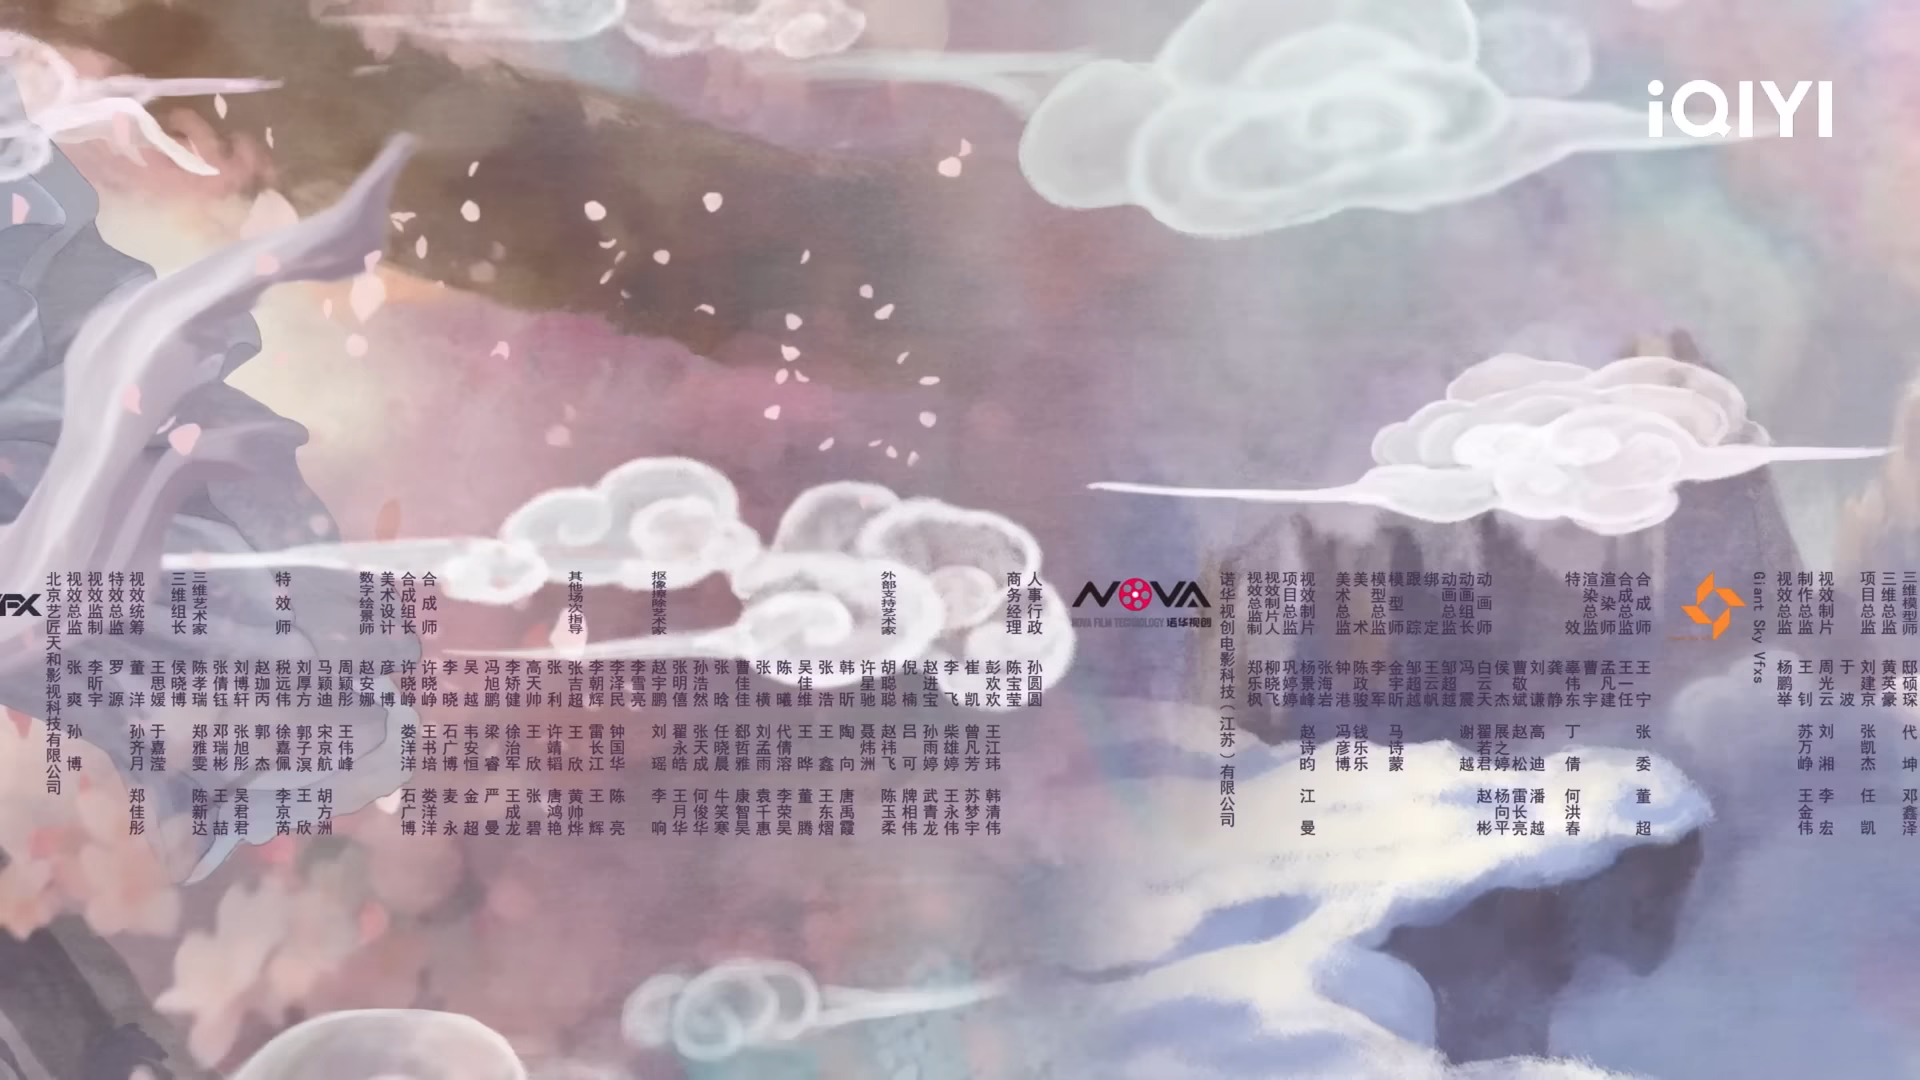 iQIYI
FX
北京艺匠天和影视科技有限公司
视效总监 张爽 孙博
视效监制 李昕宇
特效总监 罗源
视效统筹 董洋 孙齐月 郑佳彤
王思媛 于嘉滢
三维组长 侯晓博
三维艺术家 陈孝瑞 郑雅雯 陈新达
张倩钰 邓瑞彬 王喆
刘博轩 张旭彤 吴君君
赵珈丙 郭杰
特效师 税远伟 徐嘉佩 李京芮
刘厚方 郭子溟 王欣
马颖迪 宋京航 胡方洲
周颖彤 王伟峰
数字绘景师 赵安娜
美术设计 彦博
合成组长 许晓峥 娄洋洋 石广博
合成师 许晓峥 王书培 娄洋洋
李晓 石广博 麦永
吴越 韦安恒 金超
冯旭鹏 梁睿 严曼
李矫健 徐治军 王成龙
高天帅 王欣 张碧
张利 许靖韬 唐鸿艳
其他场次指导 张吉超 王欣 黄帅烨
李朝辉 雷长江 王辉
李泽民 钟国华 陈亮
李雪亮
抠像擦除艺术家 赵宇鹏 刘瑶 李响
张明僖 翟永皓 王月华
孙浩然 张天成 何俊华
张晗 任晓晨 牛笑寒
曹佳佳 郄哲雅 康智昊
张横 刘孟雨 袁千惠
陈曦 代倩溶 李荣昊
吴佳维 王晔 董腾
张浩 王鑫 王东熠
韩昕 陶向 唐禹霞
许星驰 聂炜洲
外部支持艺术家 胡聪聪 赵祎飞 陈玉柔
倪楠 吕可 牌相伟
赵进宝 孙雨婷 武青龙
李飞 柴雄婷 王永伟
崔凯 曾凡芳 苏梦宇
彭欢欢 王江玮 韩清伟
商务经理 陈宝莹
人事行政 孙圆圆
NOVA
NOVA FILM TECHNOLOGY 诺华视创
诺华视创电影科技（江苏）有限公司
视效总监制 郑乐枫
视效制片人 柳晓飞
项目总监 巩婷婷
视效制片 杨景峰 赵诗昀 江曼
张海若
美术总监 钟港 冯彦博
美术 陈政骏 钱乐乐
模型总监 李军
模型师 金宇昕 马诗蒙
跟踪 邹超越
绑定 王云帆
动画总监 邹超越
动画组长 冯震 谢越
动画师 白云天 翟若君 赵彬
侯杰 展之婷 杨向平
曹敬斌 赵松 雷长亮
刘谦 高迪 潘越
龚静
特效 辜伟东 丁倩 何洪春
渲染总监 曹宇
渲染师 孟凡建
合成总监 王一任
合成师 王宁 张委 董超
Giant Sky Vfxs
视效总监 杨鹏举
制作总监 王钊 苏万峥 王金伟
视效制片 周光云 刘湘 李宏
于波
项目总监 刘建京 张凯杰 任凯
三维总监 黄英豪
三维模型师 邸硕琛 代坤 邓鑫泽